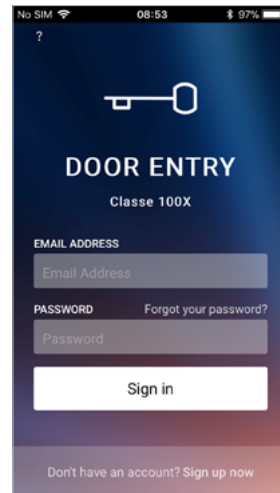 No SIM 08:53 97%
?
DOOR ENTRY
Classe 100X
EMAIL ADDRESS
Email Address
PASSWORD Forgot your password?
Password
Sign in
Don't have an account? Sign up now